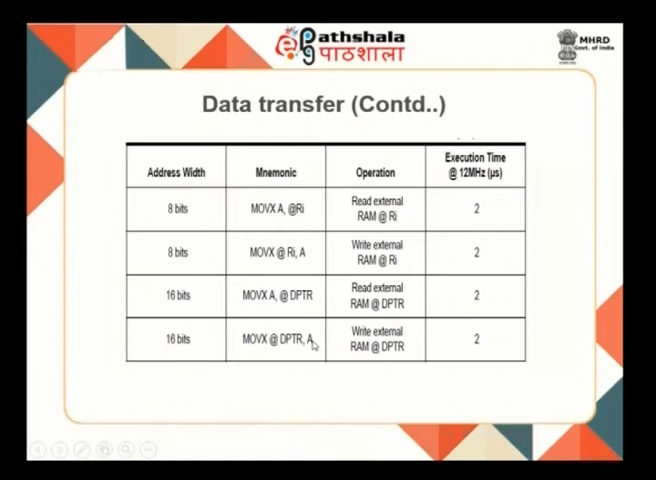 ePathshala
पाठशाला
MHRD
Govt. of India
Data transfer (Contd..)
Address Width Mnemonic Operation Execution Time @ 12MHz (µs)
8 bits MOVX A, @Ri Read external RAM @ Ri 2
8 bits MOVX @ Ri, A Write external RAM @ Ri 2
16 bits MOVX A, @ DPTR Read external RAM @ DPTR 2
16 bits MOVX @ DPTR, A Write external RAM @ DPTR 2